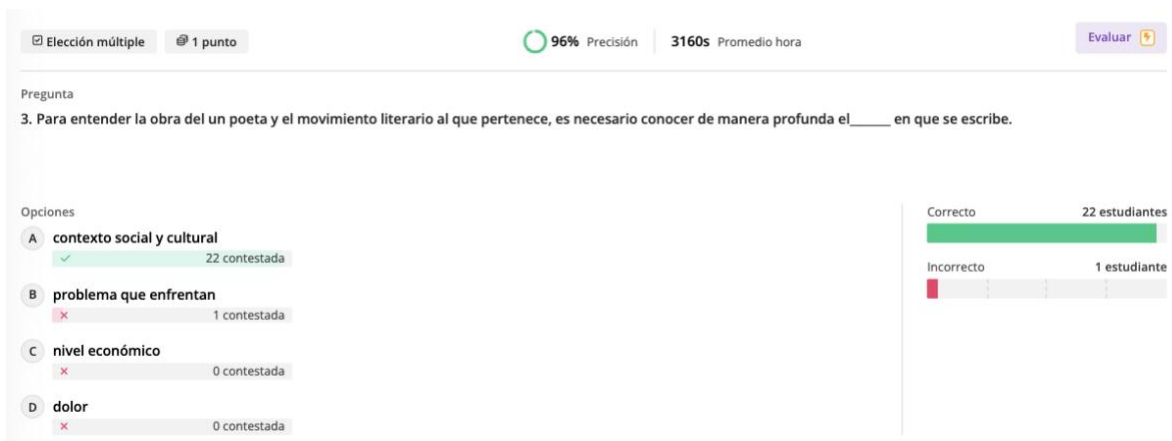 Elección múltiple
1 punto
96% Precisión
3160s Promedio hora
Evaluar
Pregunta
3. Para entender la obra del un poeta y el movimiento literario al que pertenece, es necesario conocer de manera profunda el______ en que se escribe.
Opciones
A contexto social y cultural
22 contestada
B problema que enfrentan
1 contestada
C nivel económico
0 contestada
D dolor
0 contestada
Correcto 22 estudiantes
Incorrecto 1 estudiante